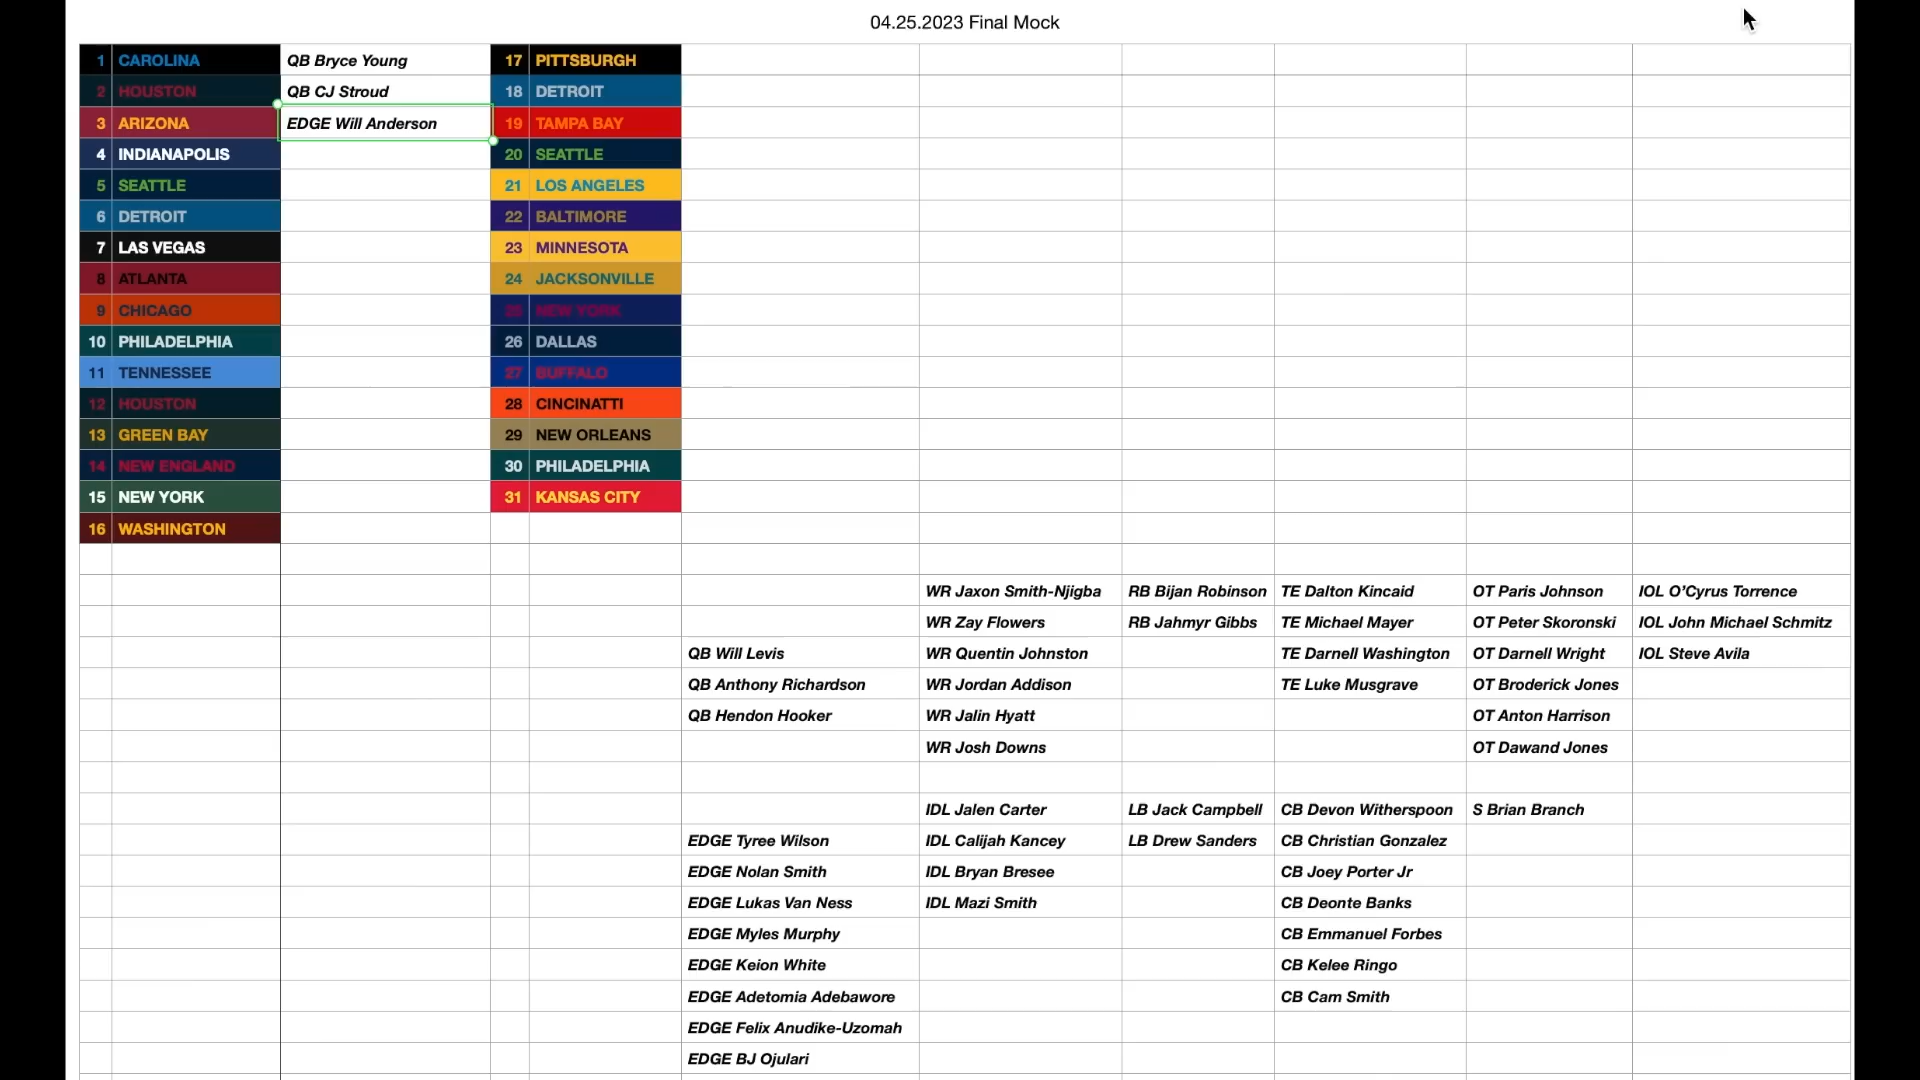 04.25.2023 Final Mock
1 CAROLINA QB Bryce Young 17 PITTSBURGH
2 HOUSTON QB CJ Stroud 18 DETROIT
3 ARIZONA EDGE Will Anderson 19 TAMPA BAY
4 INDIANAPOLIS 20 SEATTLE
5 SEATTLE 21 LOS ANGELES
6 DETROIT 22 BALTIMORE
7 LAS VEGAS 23 MINNESOTA
8 ATLANTA 24 JACKSONVILLE
9 CHICAGO 25 NEW YORK
10 PHILADELPHIA 26 DALLAS
11 TENNESSEE 27 BUFFALO
12 HOUSTON 28 CINCINATTI
13 GREEN BAY 29 NEW ORLEANS
14 NEW ENGLAND 30 PHILADELPHIA
15 NEW YORK 31 KANSAS CITY
16 WASHINGTON
WR Jaxon Smith-Njigba RB Bijan Robinson TE Dalton Kincaid OT Paris Johnson IOL O'Cyrus Torrence
WR Zay Flowers RB Jahmyr Gibbs TE Michael Mayer OT Peter Skoronski IOL John Michael Schmitz
QB Will Levis WR Quentin Johnston TE Darnell Washington OT Darnell Wright IOL Steve Avila
QB Anthony Richardson WR Jordan Addison TE Luke Musgrave OT Broderick Jones
QB Hendon Hooker WR Jalin Hyatt OT Anton Harrison
WR Josh Downs OT Dawand Jones
IDL Jalen Carter LB Jack Campbell CB Devon Witherspoon S Brian Branch
EDGE Tyree Wilson IDL Calijah Kancey LB Drew Sanders CB Christian Gonzalez
EDGE Nolan Smith IDL Bryan Bresee CB Joey Porter Jr
EDGE Lukas Van Ness IDL Mazi Smith CB Deonte Banks
EDGE Myles Murphy CB Emmanuel Forbes
EDGE Keion White CB Kelee Ringo
EDGE Adetomia Adebawore CB Cam Smith
EDGE Felix Anudike-Uzomah
EDGE BJ Ojulari